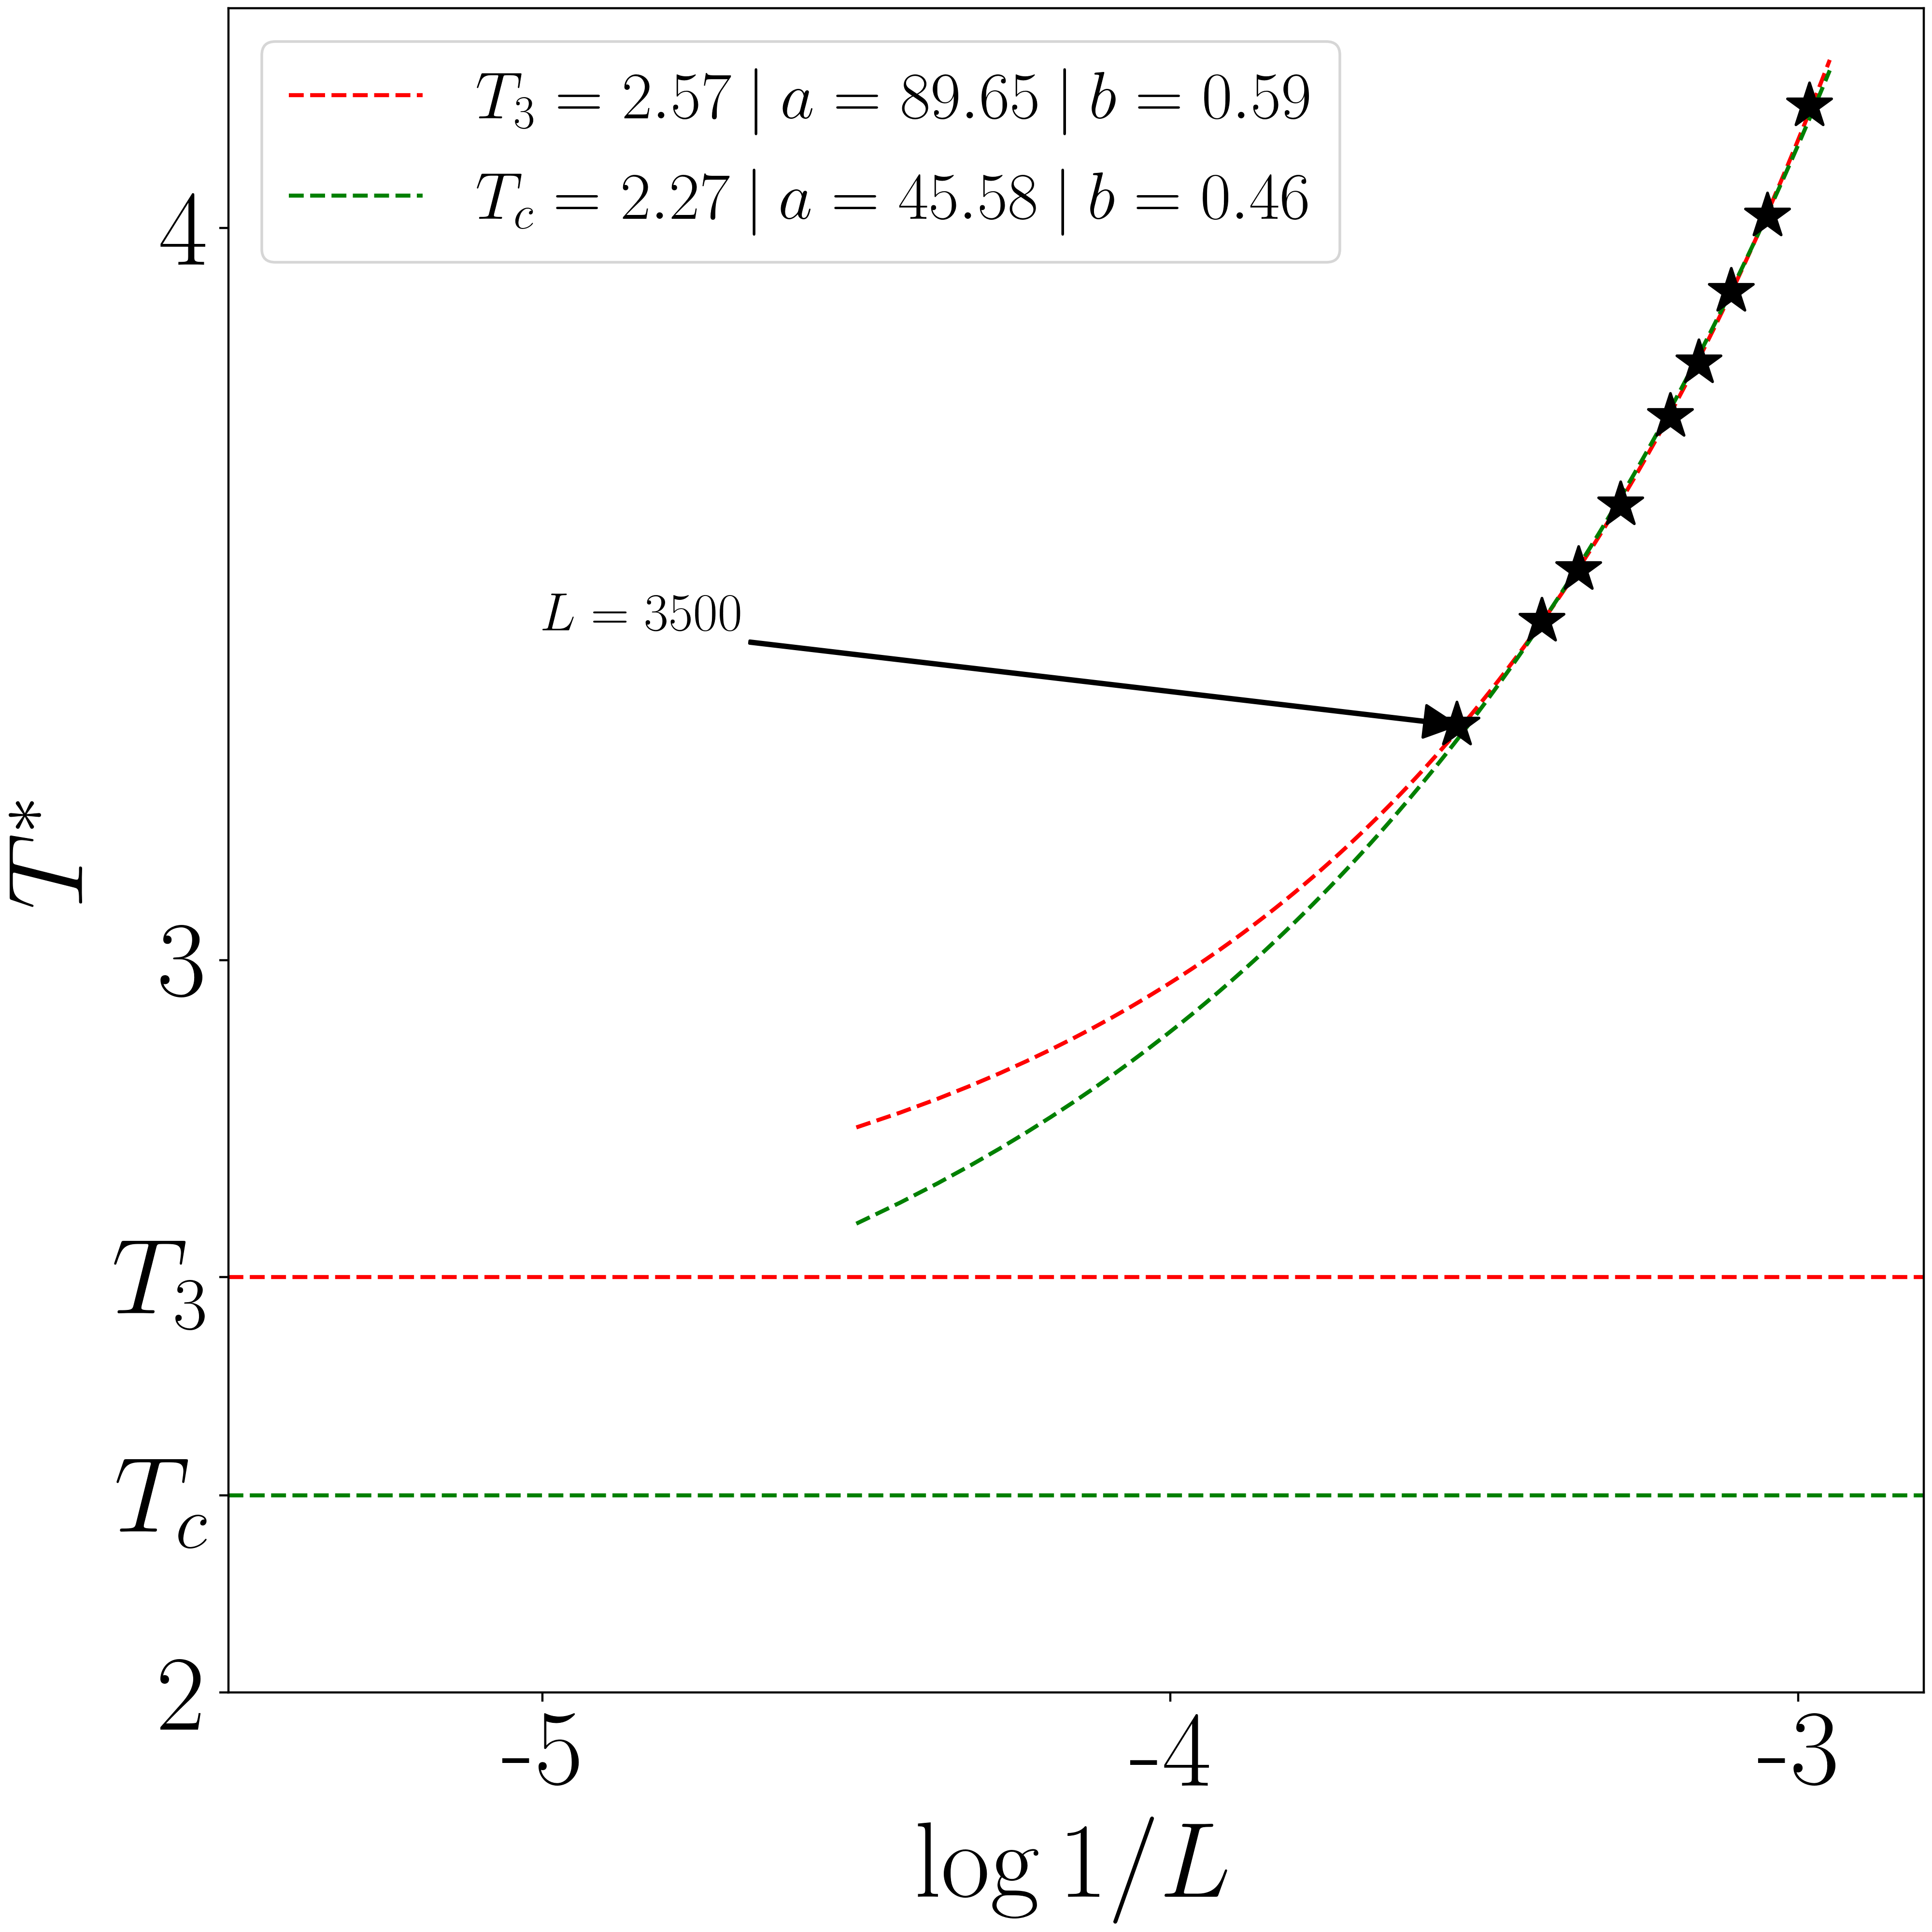 T_3 = 2.57 | a = 89.65 | b = 0.59
T_c = 2.27 | a = 45.58 | b = 0.46
4
L = 3500
T*
3
T_3
T_c
2
-5
-4
-3
log 1/L